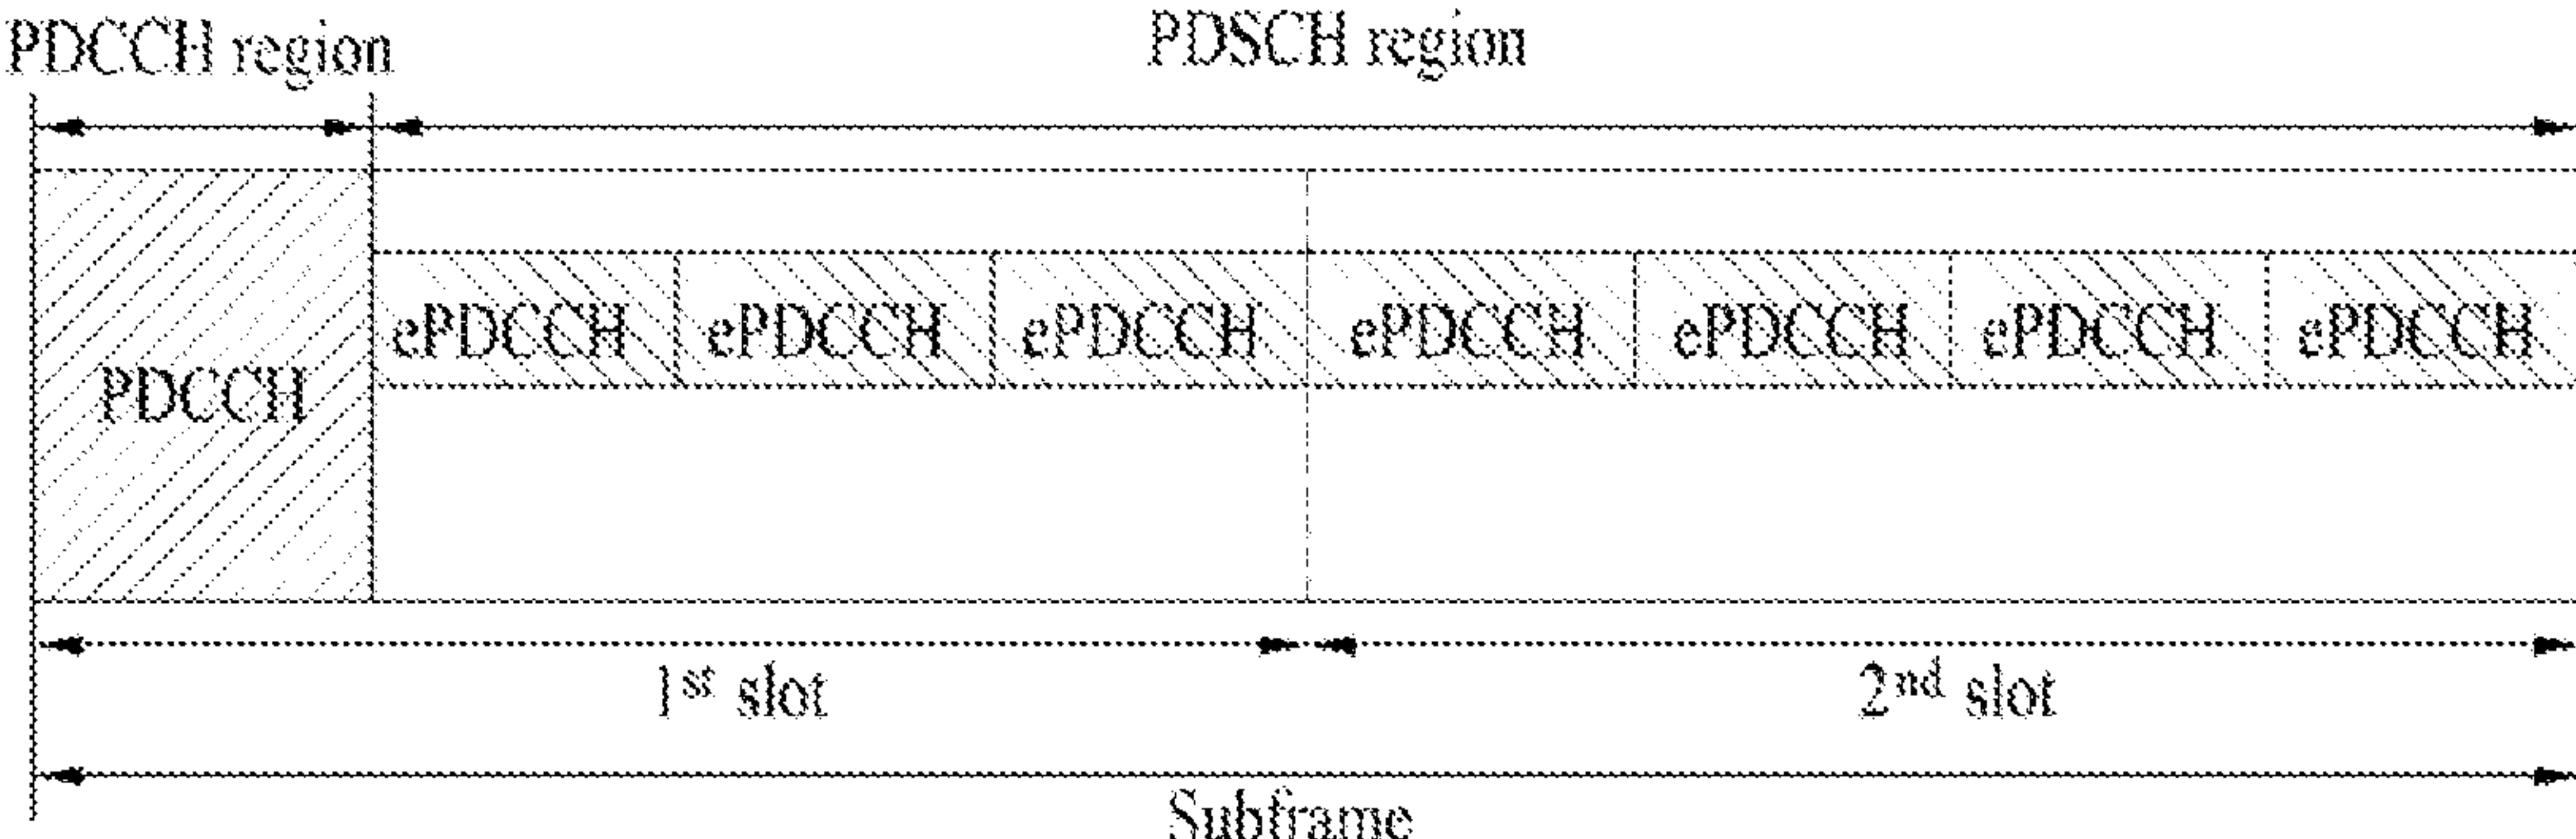 PDCCH region
PDSCH region
ePDCCH ePDCCH ePDCCH ePDCCH ePDCCH ePDCCH ePDCCH
PDCCH
1st slot
2nd slot
Subframe